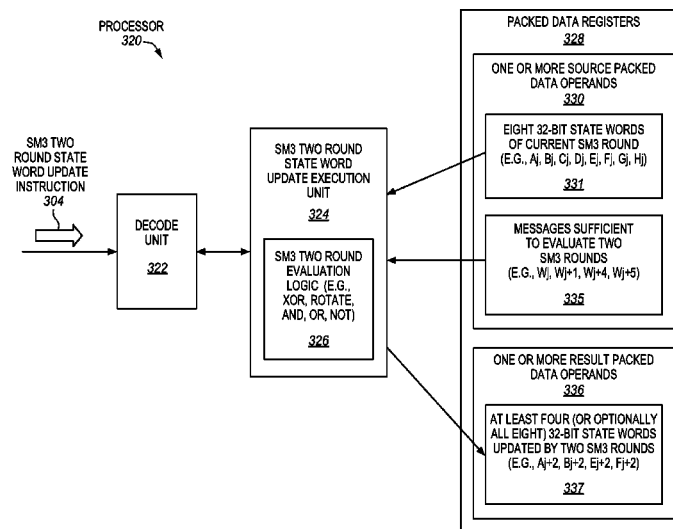 PROCESSOR
320
SM3 TWO
ROUND STATE
WORD UPDATE
INSTRUCTION
304
DECODE
UNIT
322
SM3 TWO ROUND
STATE WORD
UPDATE EXECUTION
UNIT
324
SM3 TWO ROUND
EVALUATION
LOGIC (E.G.,
XOR, ROTATE,
AND, OR, NOT)
326
PACKED DATA REGISTERS
328
ONE OR MORE SOURCE PACKED
DATA OPERANDS
330
EIGHT 32-BIT STATE WORDS
OF CURRENT SM3 ROUND
(E.G., Aj, Bj, Cj, Dj, Ej, Fj, Gj, Hj)
331
MESSAGES SUFFICIENT
TO EVALUATE TWO
SM3 ROUNDS
(E.G., Wj, Wj+1, Wj+4, Wj+5)
335
ONE OR MORE RESULT PACKED
DATA OPERANDS
336
AT LEAST FOUR (OR OPTIONALLY
ALL EIGHT) 32-BIT STATE WORDS
UPDATED BY TWO SM3 ROUNDS
(E.G., Aj+2, Bj+2, Ej+2, Fj+2)
337